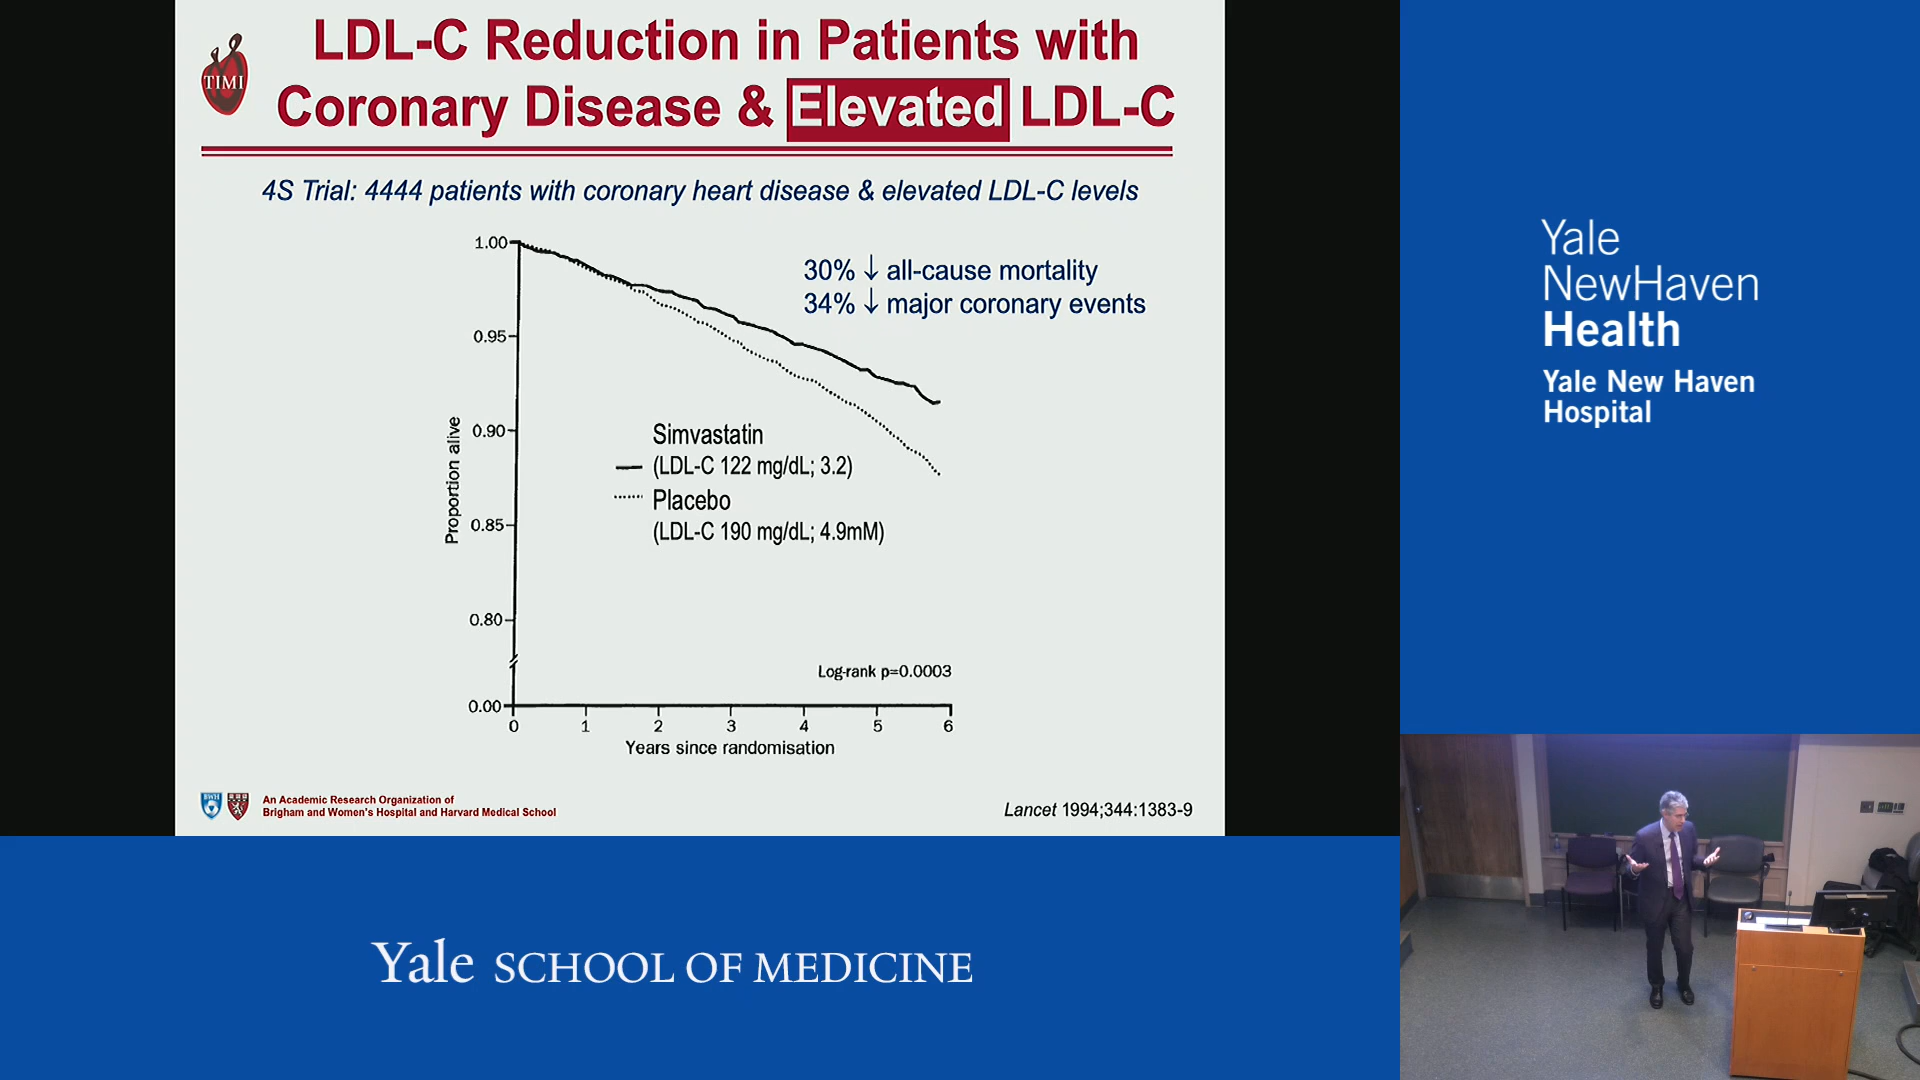 LDL-C Reduction in Patients with
Coronary Disease & Elevated LDL-C
TIMI
4S Trial: 4444 patients with coronary heart disease & elevated LDL-C levels
30% ↓ all-cause mortality
34% ↓ major coronary events
1.00
0.95
0.90
0.85
0.80
0.00
Proportion alive
Simvastatin
(LDL-C 122 mg/dL; 3.2)
Placebo
(LDL-C 190 mg/dL; 4.9mM)
Log-rank p=0.0003
0 1 2 3 4 5 6
Years since randomisation
BWH
An Academic Research Organization of
Brigham and Women's Hospital and Harvard Medical School
Lancet 1994;344:1383-9
Yale
NewHaven
Health
Yale New Haven
Hospital
Yale SCHOOL OF MEDICINE